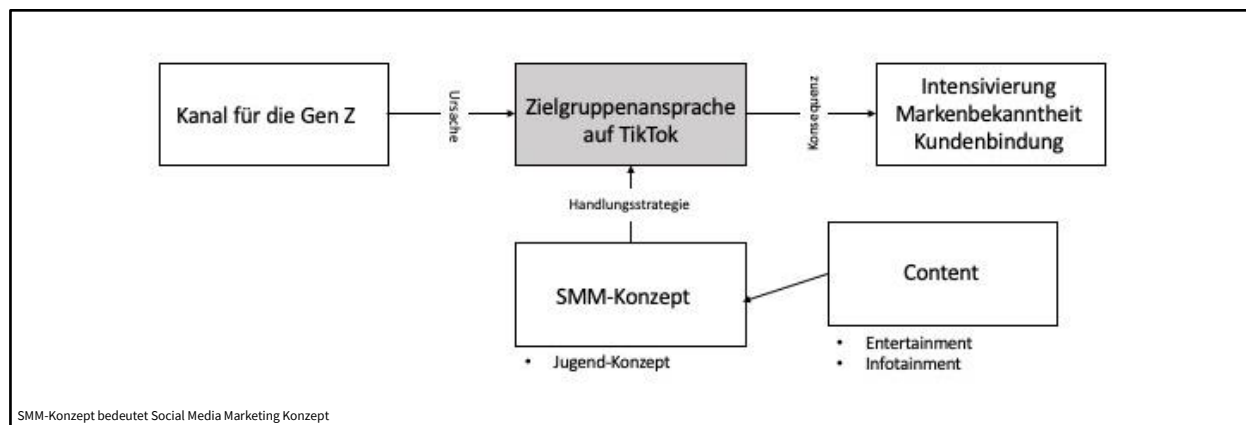 Kanal für die Gen Z
Ursache
Zielgruppenansprache
auf TikTok
Konsequenz
Intensivierung
Markenbekanntheit
Kundenbindung
Handlungsstrategie
SMM-Konzept
• Jugend-Konzept
Content
• Entertainment
• Infotainment
SMM-Konzept bedeutet Social Media Marketing Konzept